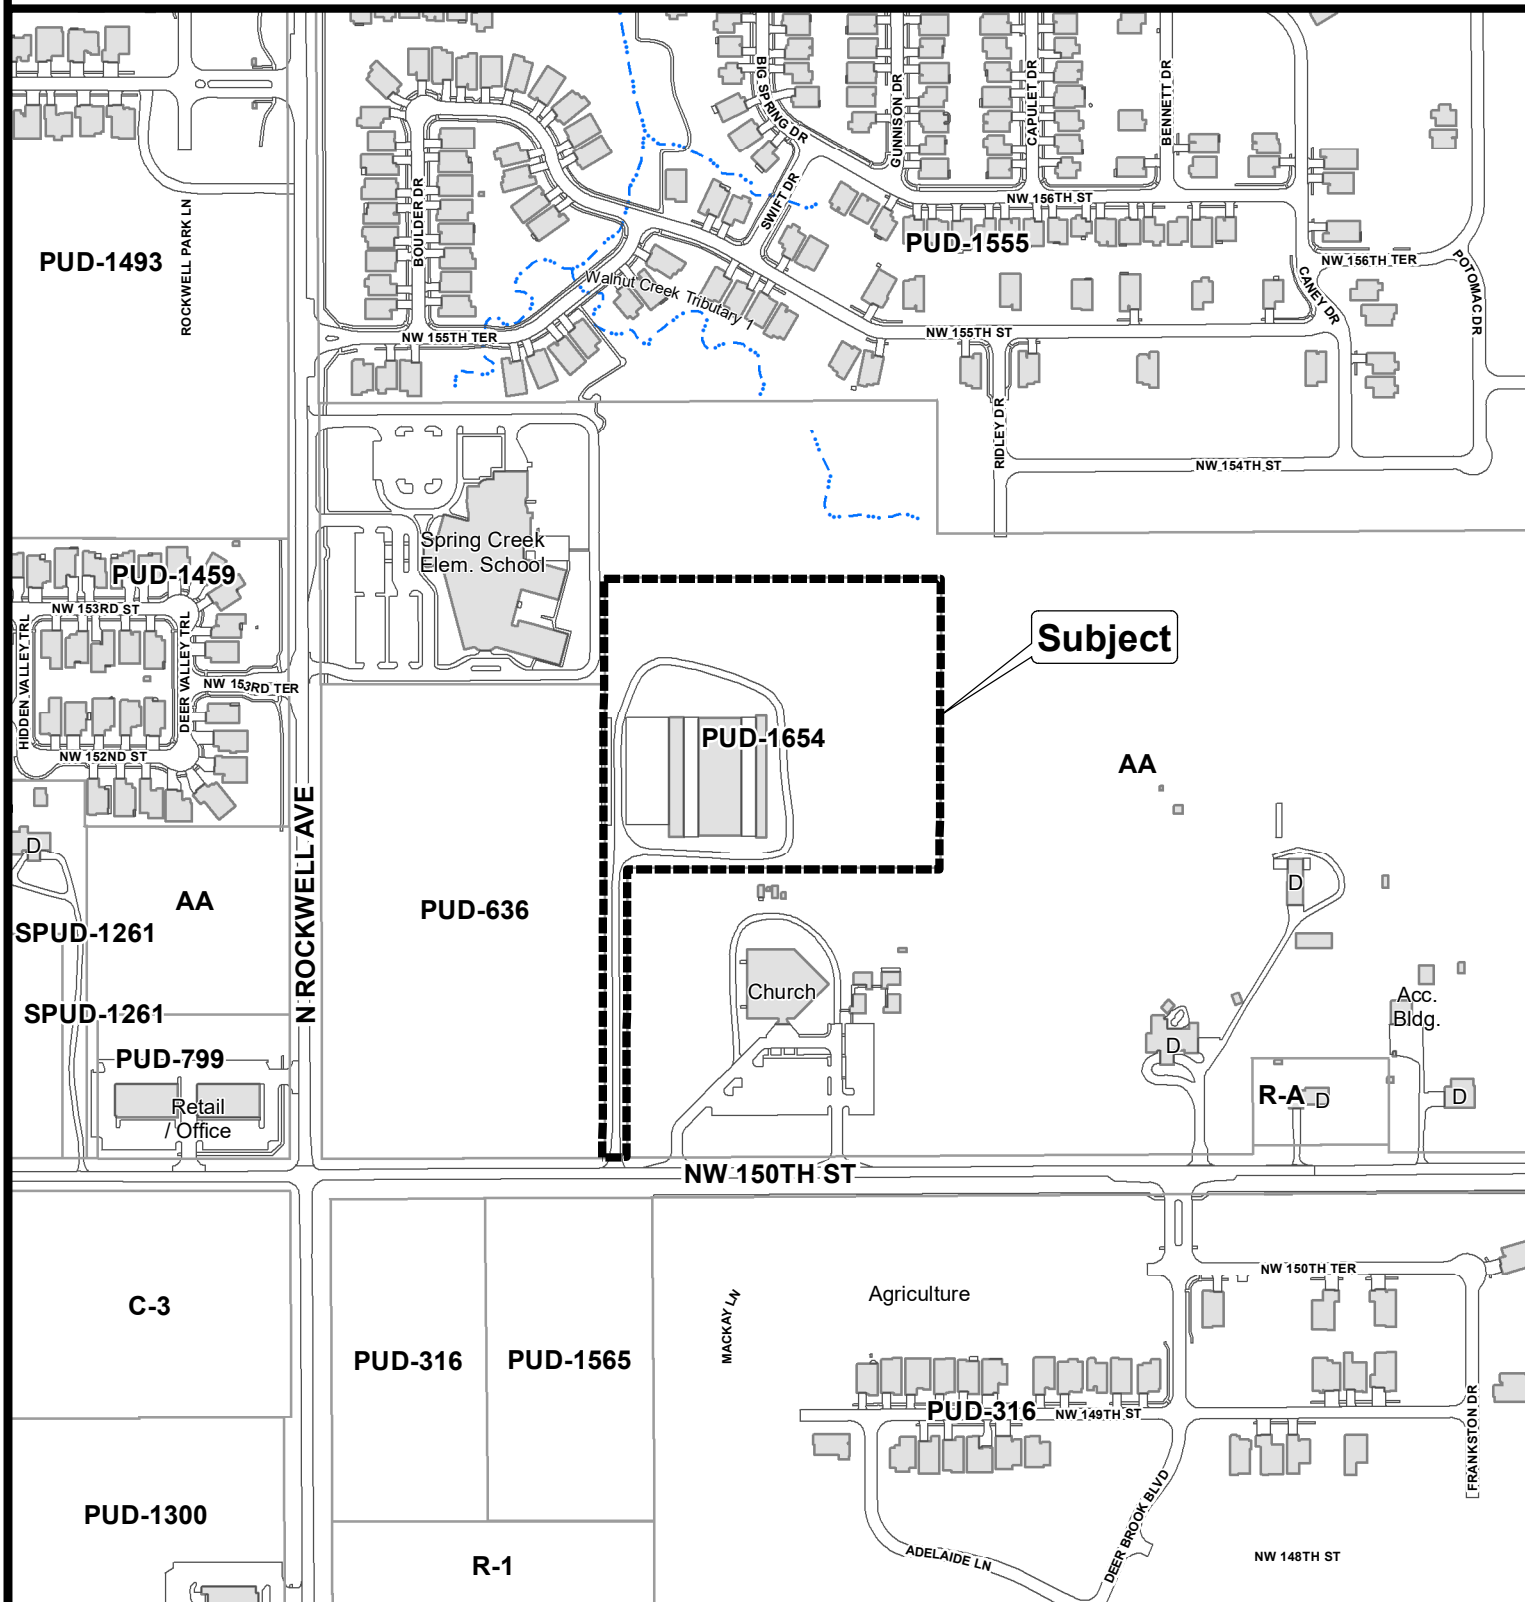 BIG SPRING DR
GUNNISON DR
CAPULET DR
BENNETT DR
BOULDER DR
SWIFT DR
NW 156TH ST
ROCKWELL PARK LN
PUD-1493
PUD-1555
NW 156TH TER
POTOMAC DR
CANEY DR
Walnut Creek Tributary 1
NW 155TH TER
NW 155TH ST
RIDLEY DR
NW 154TH ST
Spring Creek
Elem. School
PUD-1459
NW 153RD ST
HIDDEN VALLEY TRL
DEER VALLEY TRL
NW 153RD TER
NW 152ND ST
Subject
PUD-1654
AA
N ROCKWELL AVE
D
AA
PUD-636
D
SPUD-1261
Church
Acc.
Bldg.
SPUD-1261
D
PUD-799
R-A
D
D
Retail
/ Office
NW 150TH ST
NW 150TH TER
Agriculture
C-3
MACKAY LN
PUD-316
PUD-1565
PUD-316
NW 149TH ST
FRANKSTON DR
PUD-1300
DEER BROOK BLVD
ADELAIDE LN
NW 148TH ST
R-1